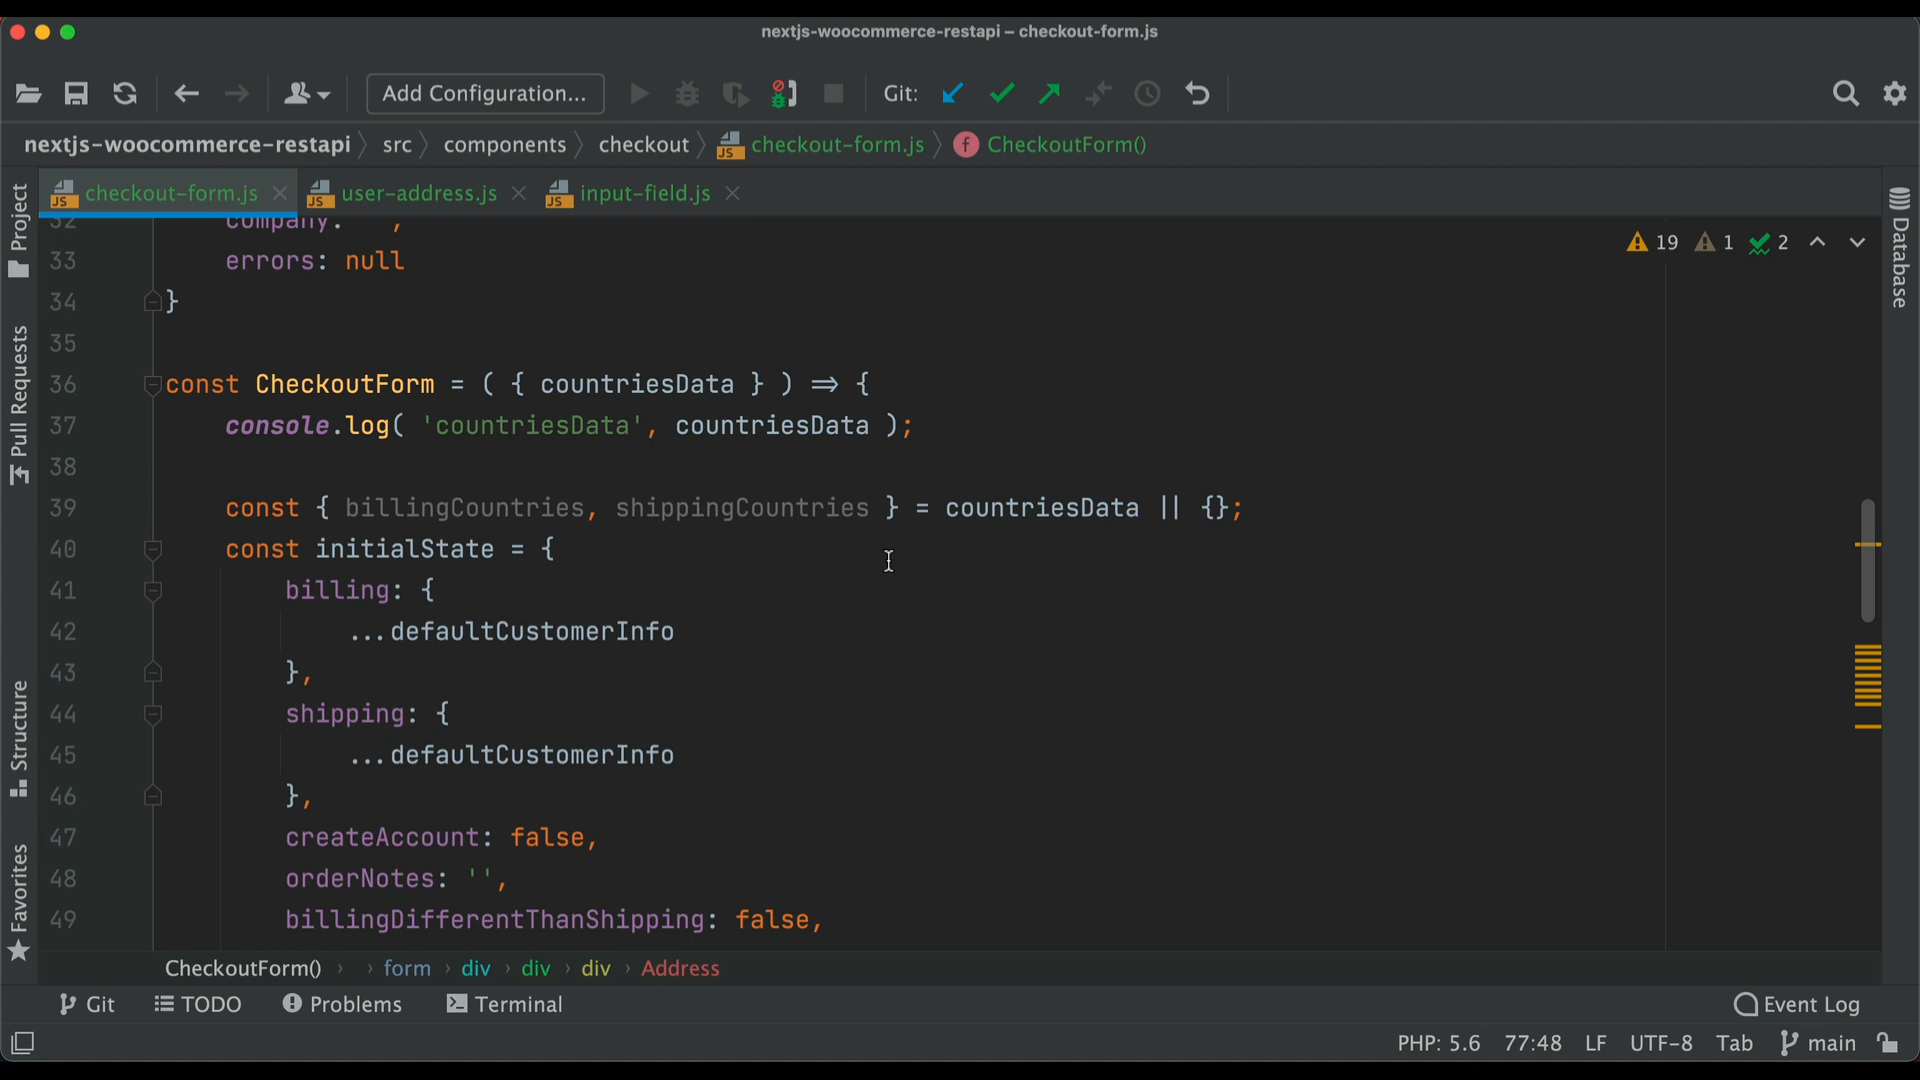 nextjs-woocommerce-restapi – checkout-form.js
Add Configuration...
Git:
nextjs-woocommerce-restapi
src
components
checkout
checkout-form.js
CheckoutForm()
checkout-form.js
user-address.js
input-field.js
Project
Pull Requests
Structure
Favorites
Database
19
1
2
32 company: '',
33 errors: null
34 }
35
36 const CheckoutForm = ( { countriesData } ) => {
37 console.log( 'countriesData', countriesData );
38
39 const { billingCountries, shippingCountries } = countriesData || {};
40 const initialState = {
41 billing: {
42 ...defaultCustomerInfo
43 },
44 shipping: {
45 ...defaultCustomerInfo
46 },
47 createAccount: false,
48 orderNotes: '',
49 billingDifferentThanShipping: false,
CheckoutForm() › › form › div › div › div › Address
Git
TODO
Problems
Terminal
Event Log
PHP: 5.6
77:48
LF
UTF-8
Tab
main